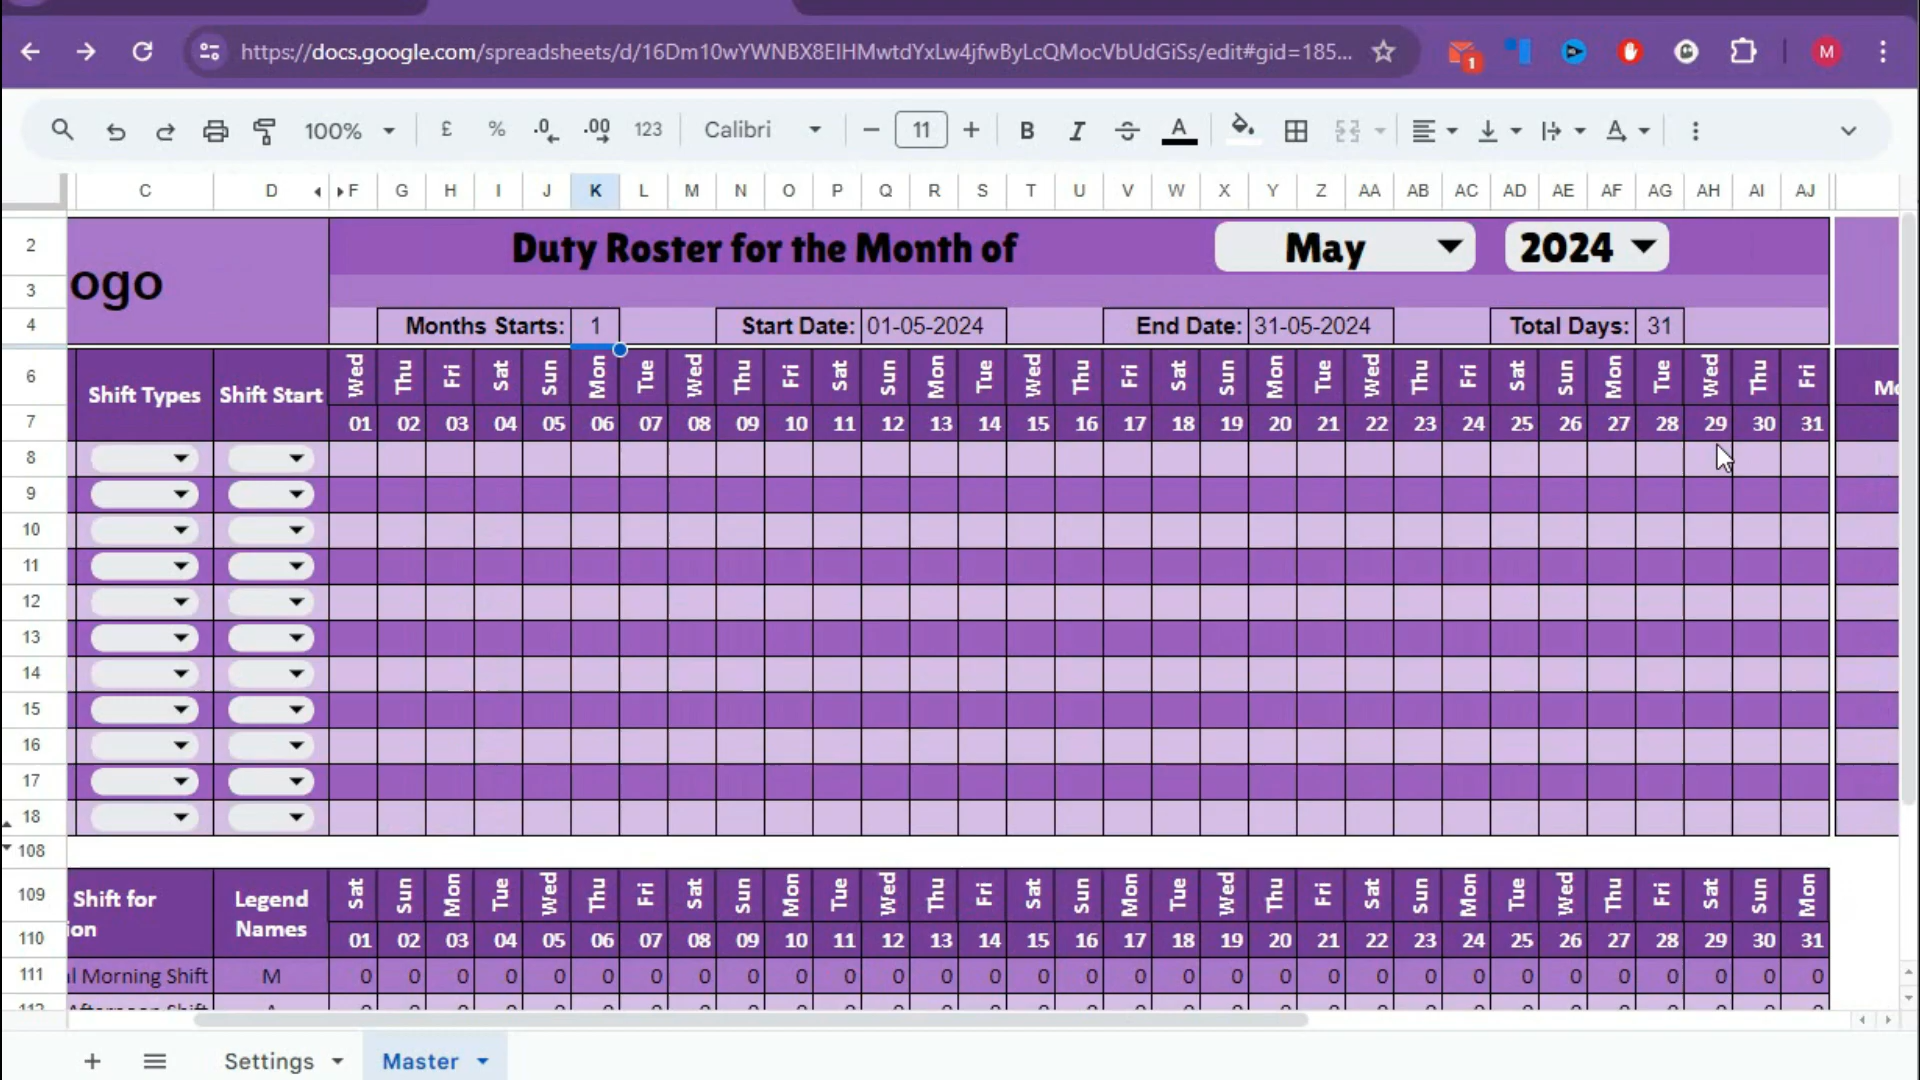 https://docs.google.com/spreadsheets/d/16Dm10wYWNBX8EIHMwtdYxLw4jfwByLcQMocVbUdGiSs/edit#gid=185... 1 M
100% £ % .0 .00 123 Calibri 11 B I A A
C D F G H I J K L M N O P Q R S T U V W X Y Z AA AB AC AD AE AF AG AH AI AJ
2 Duty Roster for the Month of May 2024
ogo
3
4 Months Starts: 1 Start Date: 01-05-2024 End Date: 31-05-2024 Total Days: 31
6 Shift Types Shift Start Wed Thu Fri Sat Sun Mon Tue Wed Thu Fri Sat Sun Mon Tue Wed Thu Fri Sat Sun Mon Tue Wed Thu Fri Sat Sun Mon Tue Wed Thu Fri Mo
7 01 02 03 04 05 06 07 08 09 10 11 12 13 14 15 16 17 18 19 20 21 22 23 24 25 26 27 28 29 30 31
8
9
10
11
12
13
14
15
16
17
18
108
109 Shift for Legend Sat Sun Mon Tue Wed Thu Fri Sat Sun Mon Tue Wed Thu Fri Sat Sun Mon Tue Wed Thu Fri Sat Sun Mon Tue Wed Thu Fri Sat Sun Mon
110 ion Names 01 02 03 04 05 06 07 08 09 10 11 12 13 14 15 16 17 18 19 20 21 22 23 24 25 26 27 28 29 30 31
111 al Morning Shift M 0 0 0 0 0 0 0 0 0 0 0 0 0 0 0 0 0 0 0 0 0 0 0 0 0 0 0 0 0 0 0
Settings Master